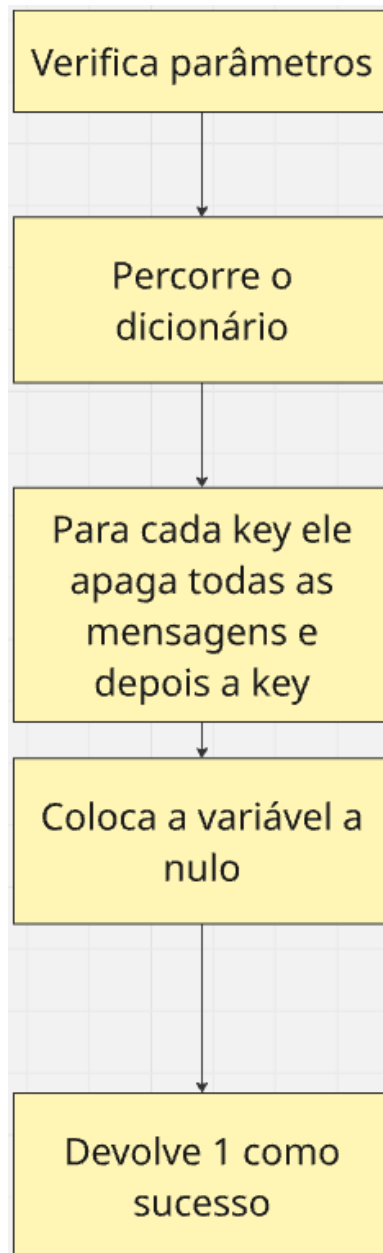 Verifica parâmetros
Percorre o
dicionário
Para cada key ele
apaga todas as
mensagens e
depois a key
Coloca a variável a
nulo
Devolve 1 como
sucesso